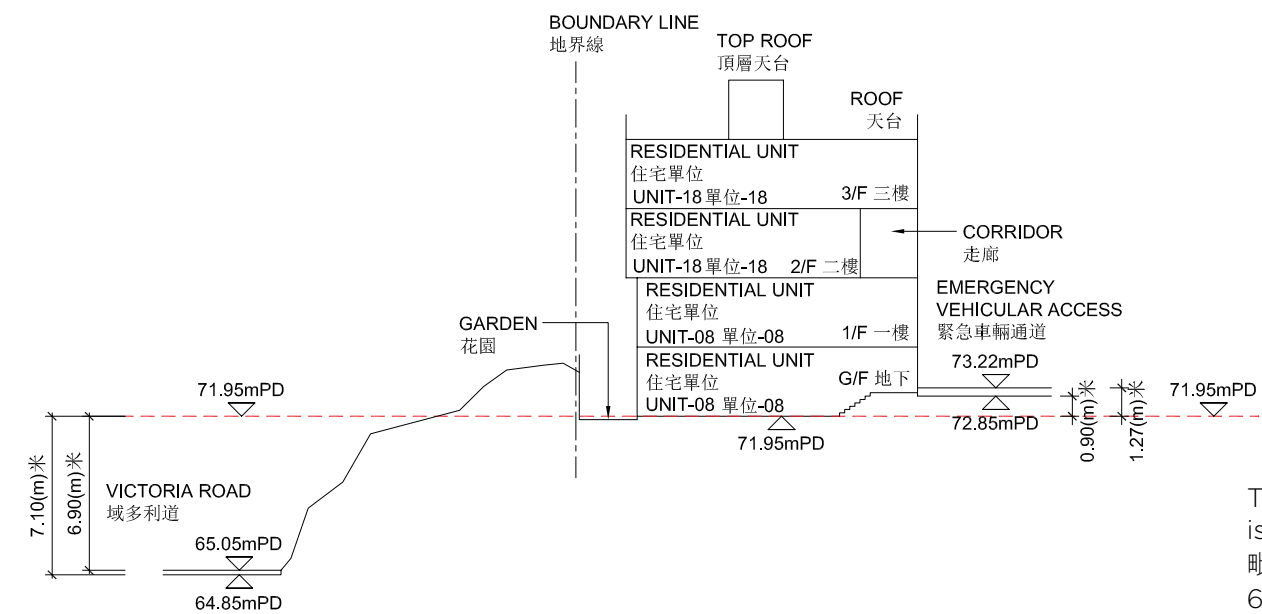 BOUNDARY LINE
地界線
TOP ROOF
頂層天台
ROOF
天台
RESIDENTIAL UNIT
住宅單位
UNIT-18 單位-18
3/F 三樓
RESIDENTIAL UNIT
住宅單位
UNIT-18 單位-18
2/F 二樓
CORRIDOR
走廊
RESIDENTIAL UNIT
住宅單位
UNIT-08 單位-08
1/F 一樓
EMERGENCY
VEHICULAR ACCESS
緊急車輛通道
GARDEN
花園
RESIDENTIAL UNIT
住宅單位
UNIT-08 單位-08
G/F 地下
73.22mPD
72.85mPD
71.95mPD
71.95mPD
71.95mPD
0.90(m)米
1.27(m)米
7.10(m)米
6.90(m)米
VICTORIA ROAD
域多利道
65.05mPD
64.85mPD
T
is
毗
6